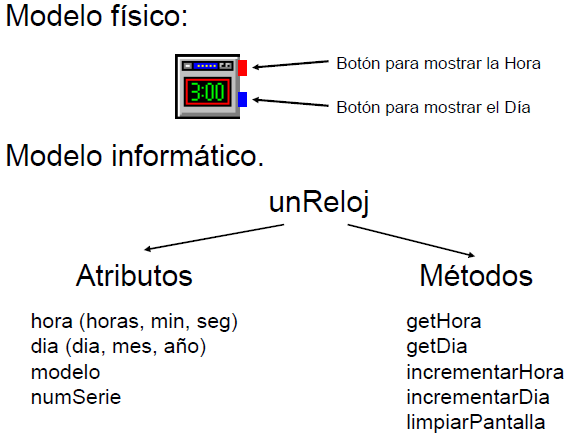 Modelo físico:
Botón para mostrar la Hora
3:00
Botón para mostrar el Día
Modelo informático.
unReloj
Atributos
Métodos
hora (horas, min, seg)
getHora
dia (dia, mes, año)
getDia
modelo
incrementarHora
numSerie
incrementarDia
limpiarPantalla